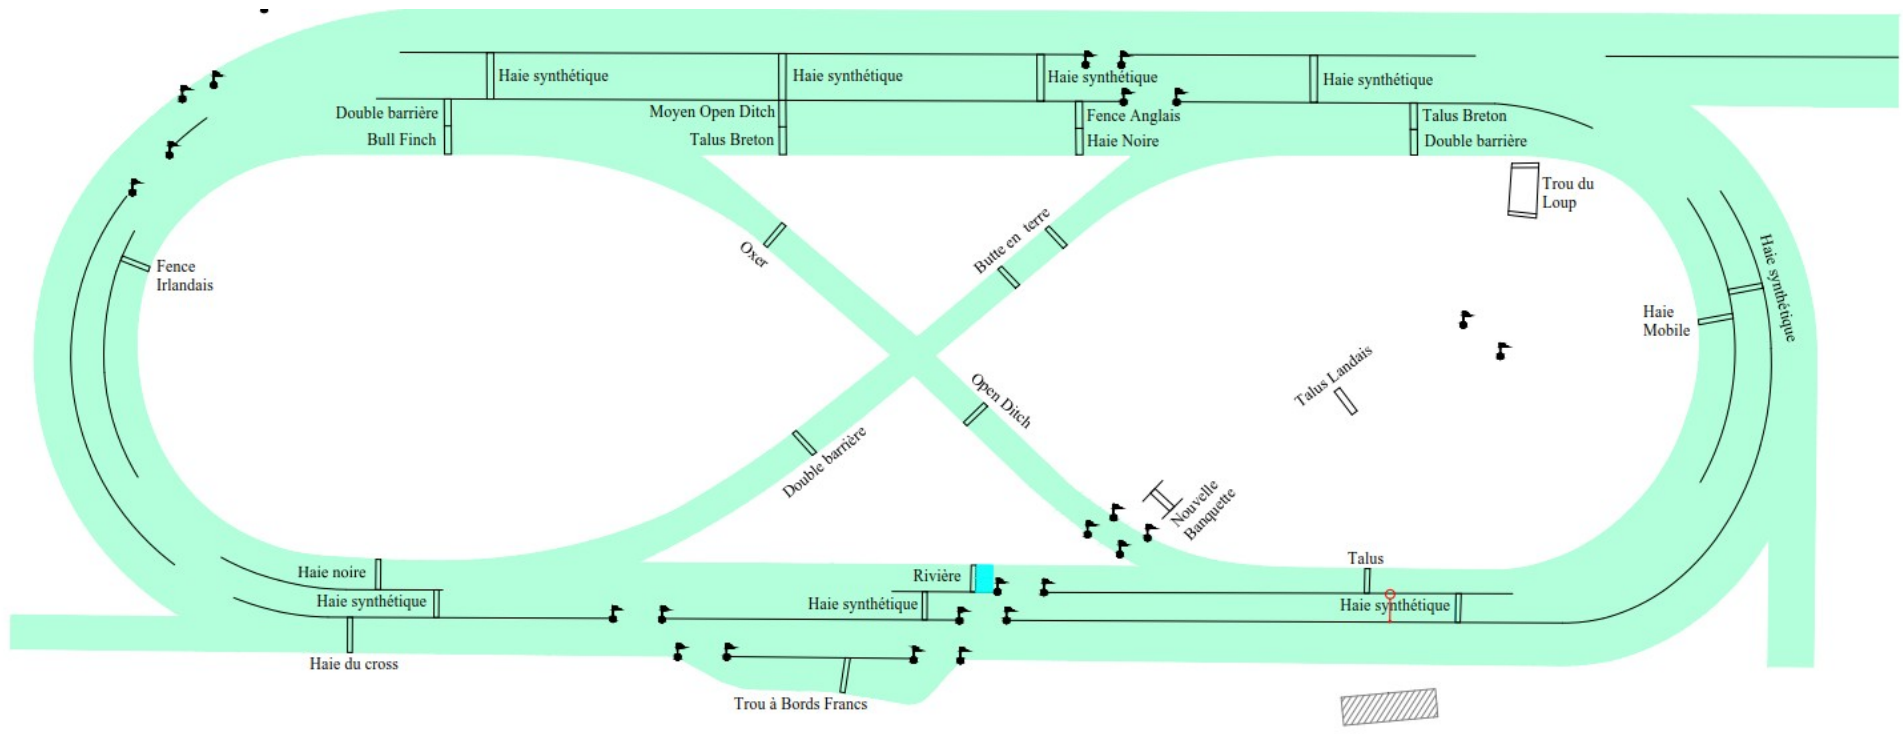 Haie synthétique
Haie synthétique
Haie synthétique
Haie synthétique
Double barrière
Bull Finch
Moyen Open Ditch
Talus Breton
Fence Anglais
Haie Noire
Talus Breton
Double barrière
Trou du
Loup
Oxer
Butte en terre
Fence
Irlandais
Haie synthétique
Haie
Mobile
Talus Landais
Open Ditch
Double barrière
Nouvelle
Banquette
Haie noire
Haie synthétique
Rivière
Haie synthétique
Talus
Haie synthétique
Haie du cross
Trou à Bords Francs